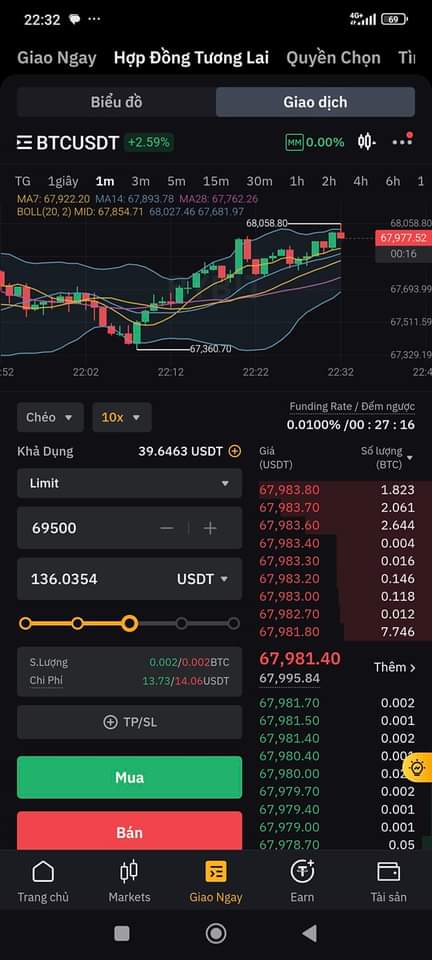 22:32 4G+ 69
Giao Ngay Hợp Đồng Tương Lai Quyền Chọn Tì
Biểu đồ Giao dịch
BTCUSDT +2.59% MM 0.00%
TG 1giây 1m 3m 5m 15m 30m 1h 2h 4h 6h 1
MA7: 67,922.20 MA14: 67,893.78 MA28: 67,762.26
BOLL(20, 2) MID: 67,854.71 68,027.46 67,681.97
68,058.80 68,058.80
67,977.52
00:16
67,693.99
67,511.59
67,360.70 67,329.19
:52 22:02 22:12 22:22 22:32 22:4
Chéo 10x
Funding Rate / Đếm ngược
0.0100% /00 : 27 : 16
Khả Dụng 39.6463 USDT
Limit
69500
136.0354 USDT
S.Lượng 0.002/0.002BTC
Chi Phí 13.73/14.06USDT
TP/SL
Mua
Bán
Giá Số lượng
(USDT) (BTC)
67,983.80 1.823
67,983.70 2.061
67,983.60 2.644
67,983.40 0.004
67,983.30 0.016
67,983.20 0.146
67,983.00 0.118
67,982.70 0.012
67,981.80 7.746
67,981.40
67,995.84
Thêm
67,981.70 0.002
67,981.50 0.001
67,981.40 0.002
67,980.40
67,980.00
67,979.70 0.002
67,979.40 0.001
67,979.00 0.001
67,978.70 0.05
Trang chủ Markets Giao Ngay Earn Tài sản